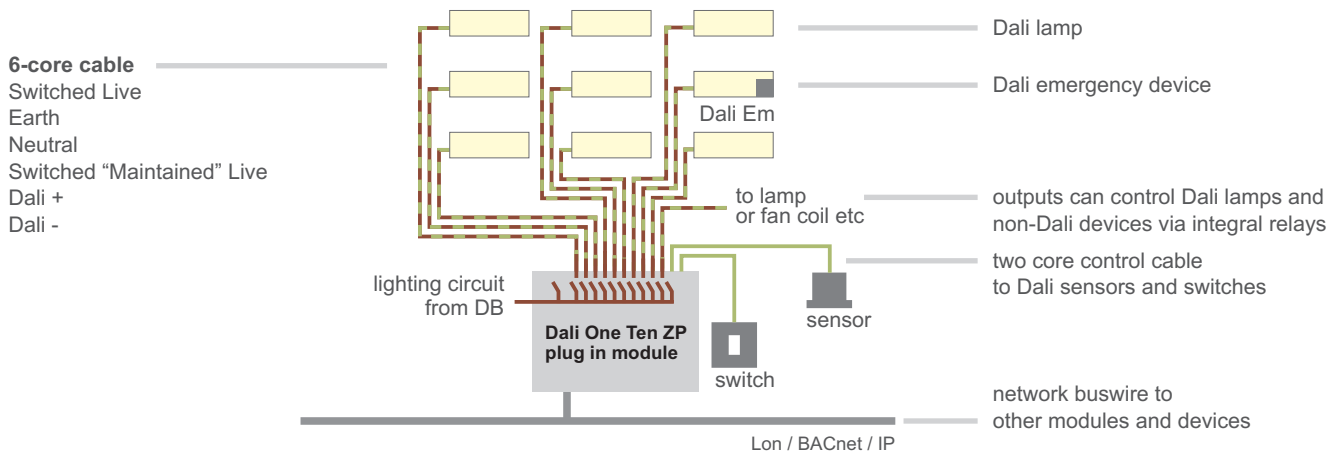 6-core cable
Switched Live
Earth
Neutral
Switched “Maintained” Live
Dali +
Dali -
Dali lamp
Dali emergency device
Dali Em
to lamp
or fan coil etc
outputs can control Dali lamps and
non-Dali devices via integral relays
two core control cable
to Dali sensors and switches
lighting circuit
from DB
Dali One Ten ZP
plug in module
sensor
switch
network buswire to
other modules and devices
Lon / BACnet / IP